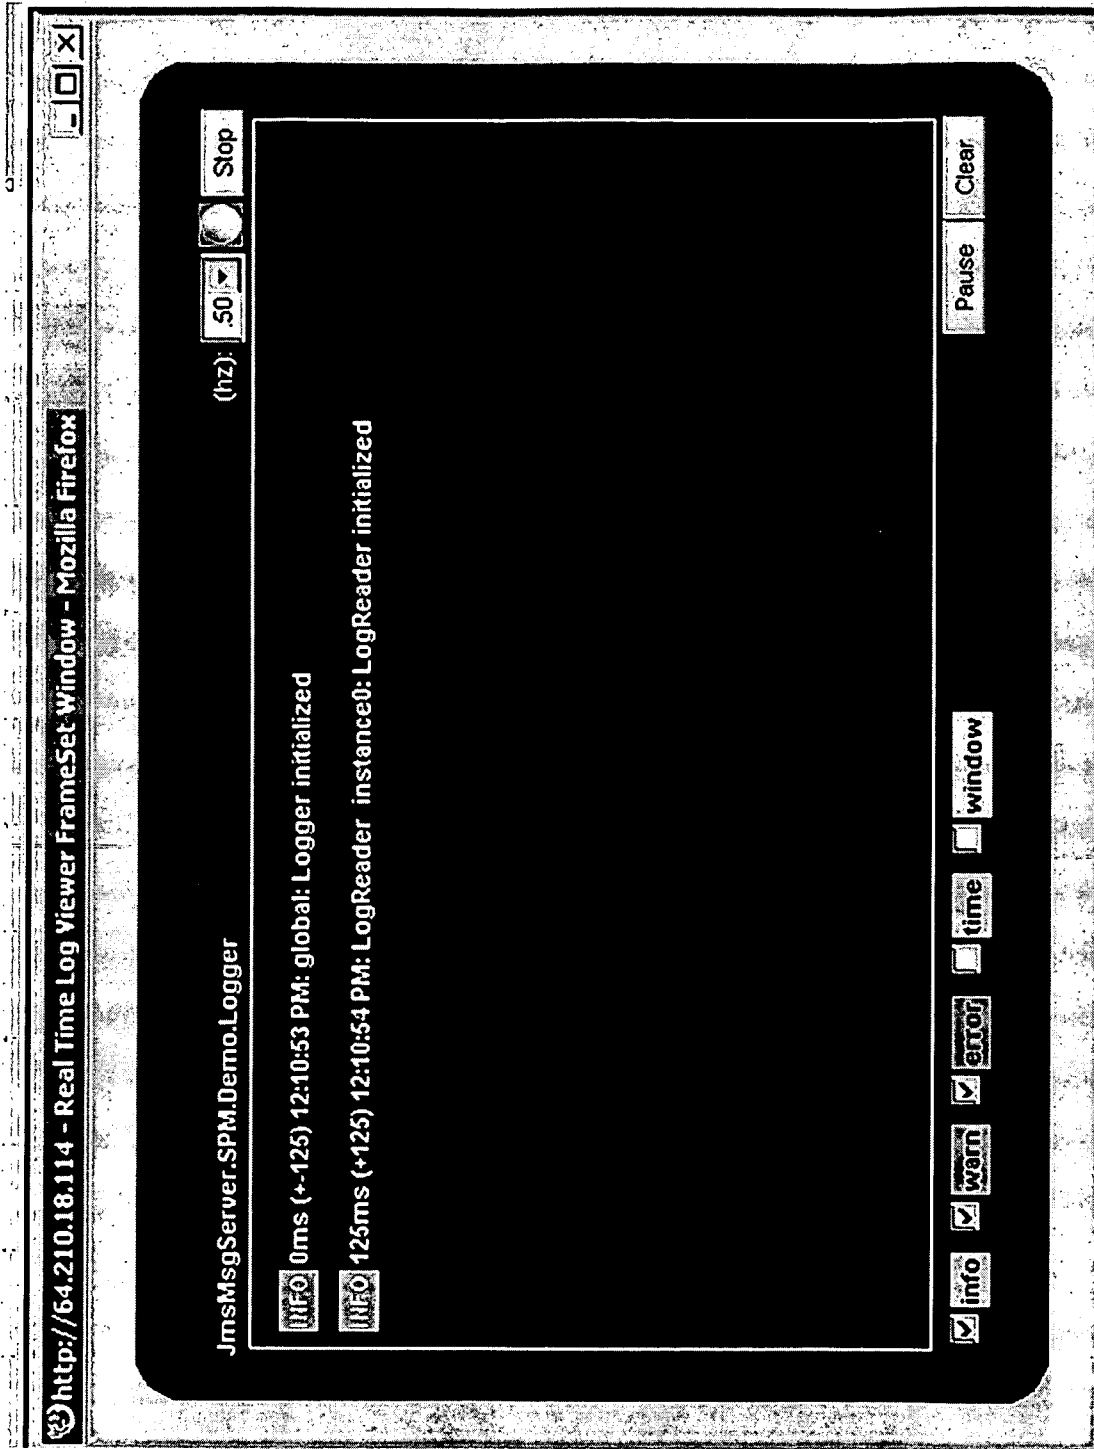 http://64.210.18.114 - Real Time Log Viewer FrameSet-Window - Mozilla Firefox
JmsMsgServer.SPM.Demo.Logger (hz): .50 Stop
INFO 0ms (+-125) 12:10:53 PM: global: Logger initialized
INFO 125ms (+125) 12:10:54 PM: LogReader instance0: LogReader initialized
info warn error time window Pause Clear